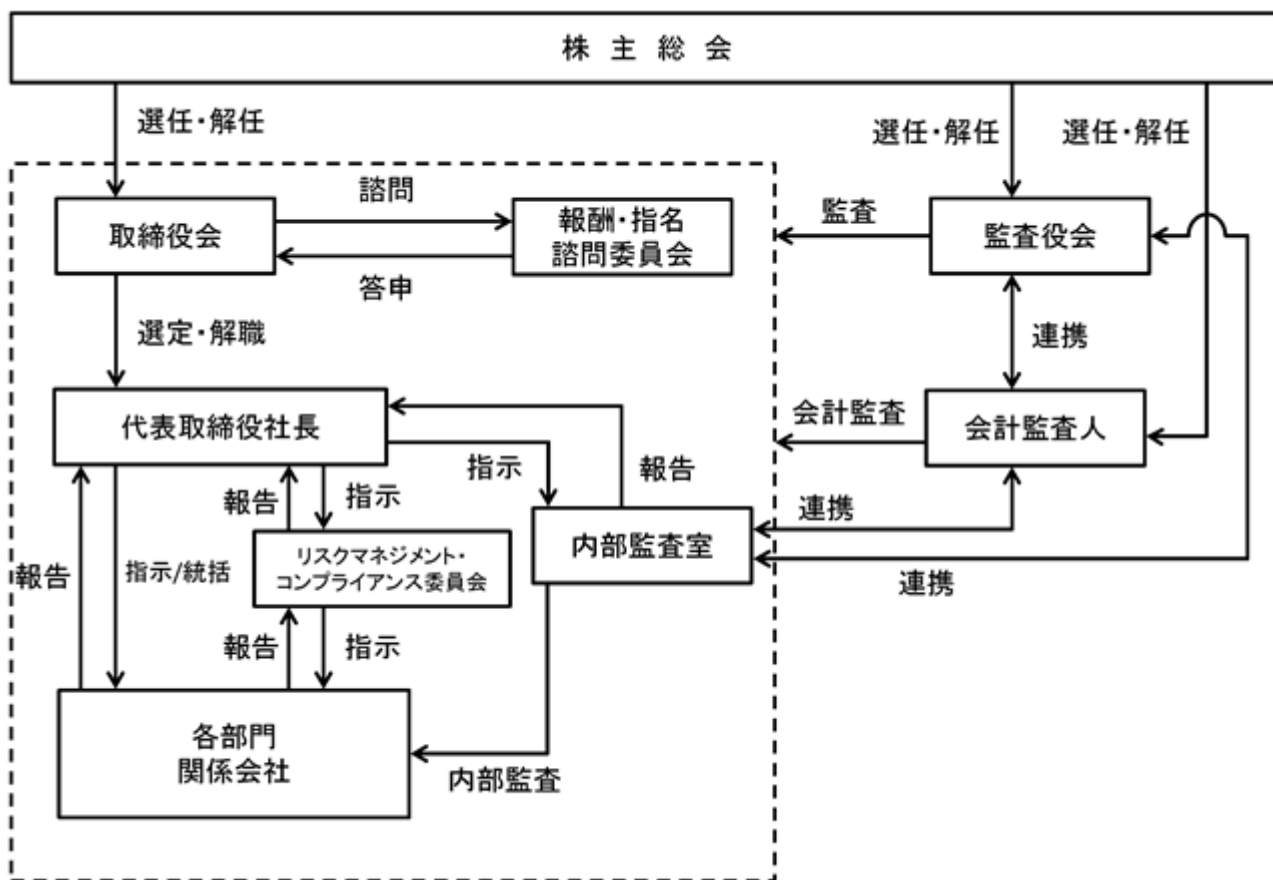 株 主 総 会
選任・解任
選任・解任
選任・解任
諮問
取締役会
報酬・指名
諮問委員会
監査
監査役会
答申
選定・解職
連携
代表取締役社長
会計監査
会計監査人
指示
報告
報告
指示
連携
内部監査室
リスクマネジメント・
コンプライアンス委員会
報告
指示/統括
連携
報告
指示
各部門
関係会社
内部監査